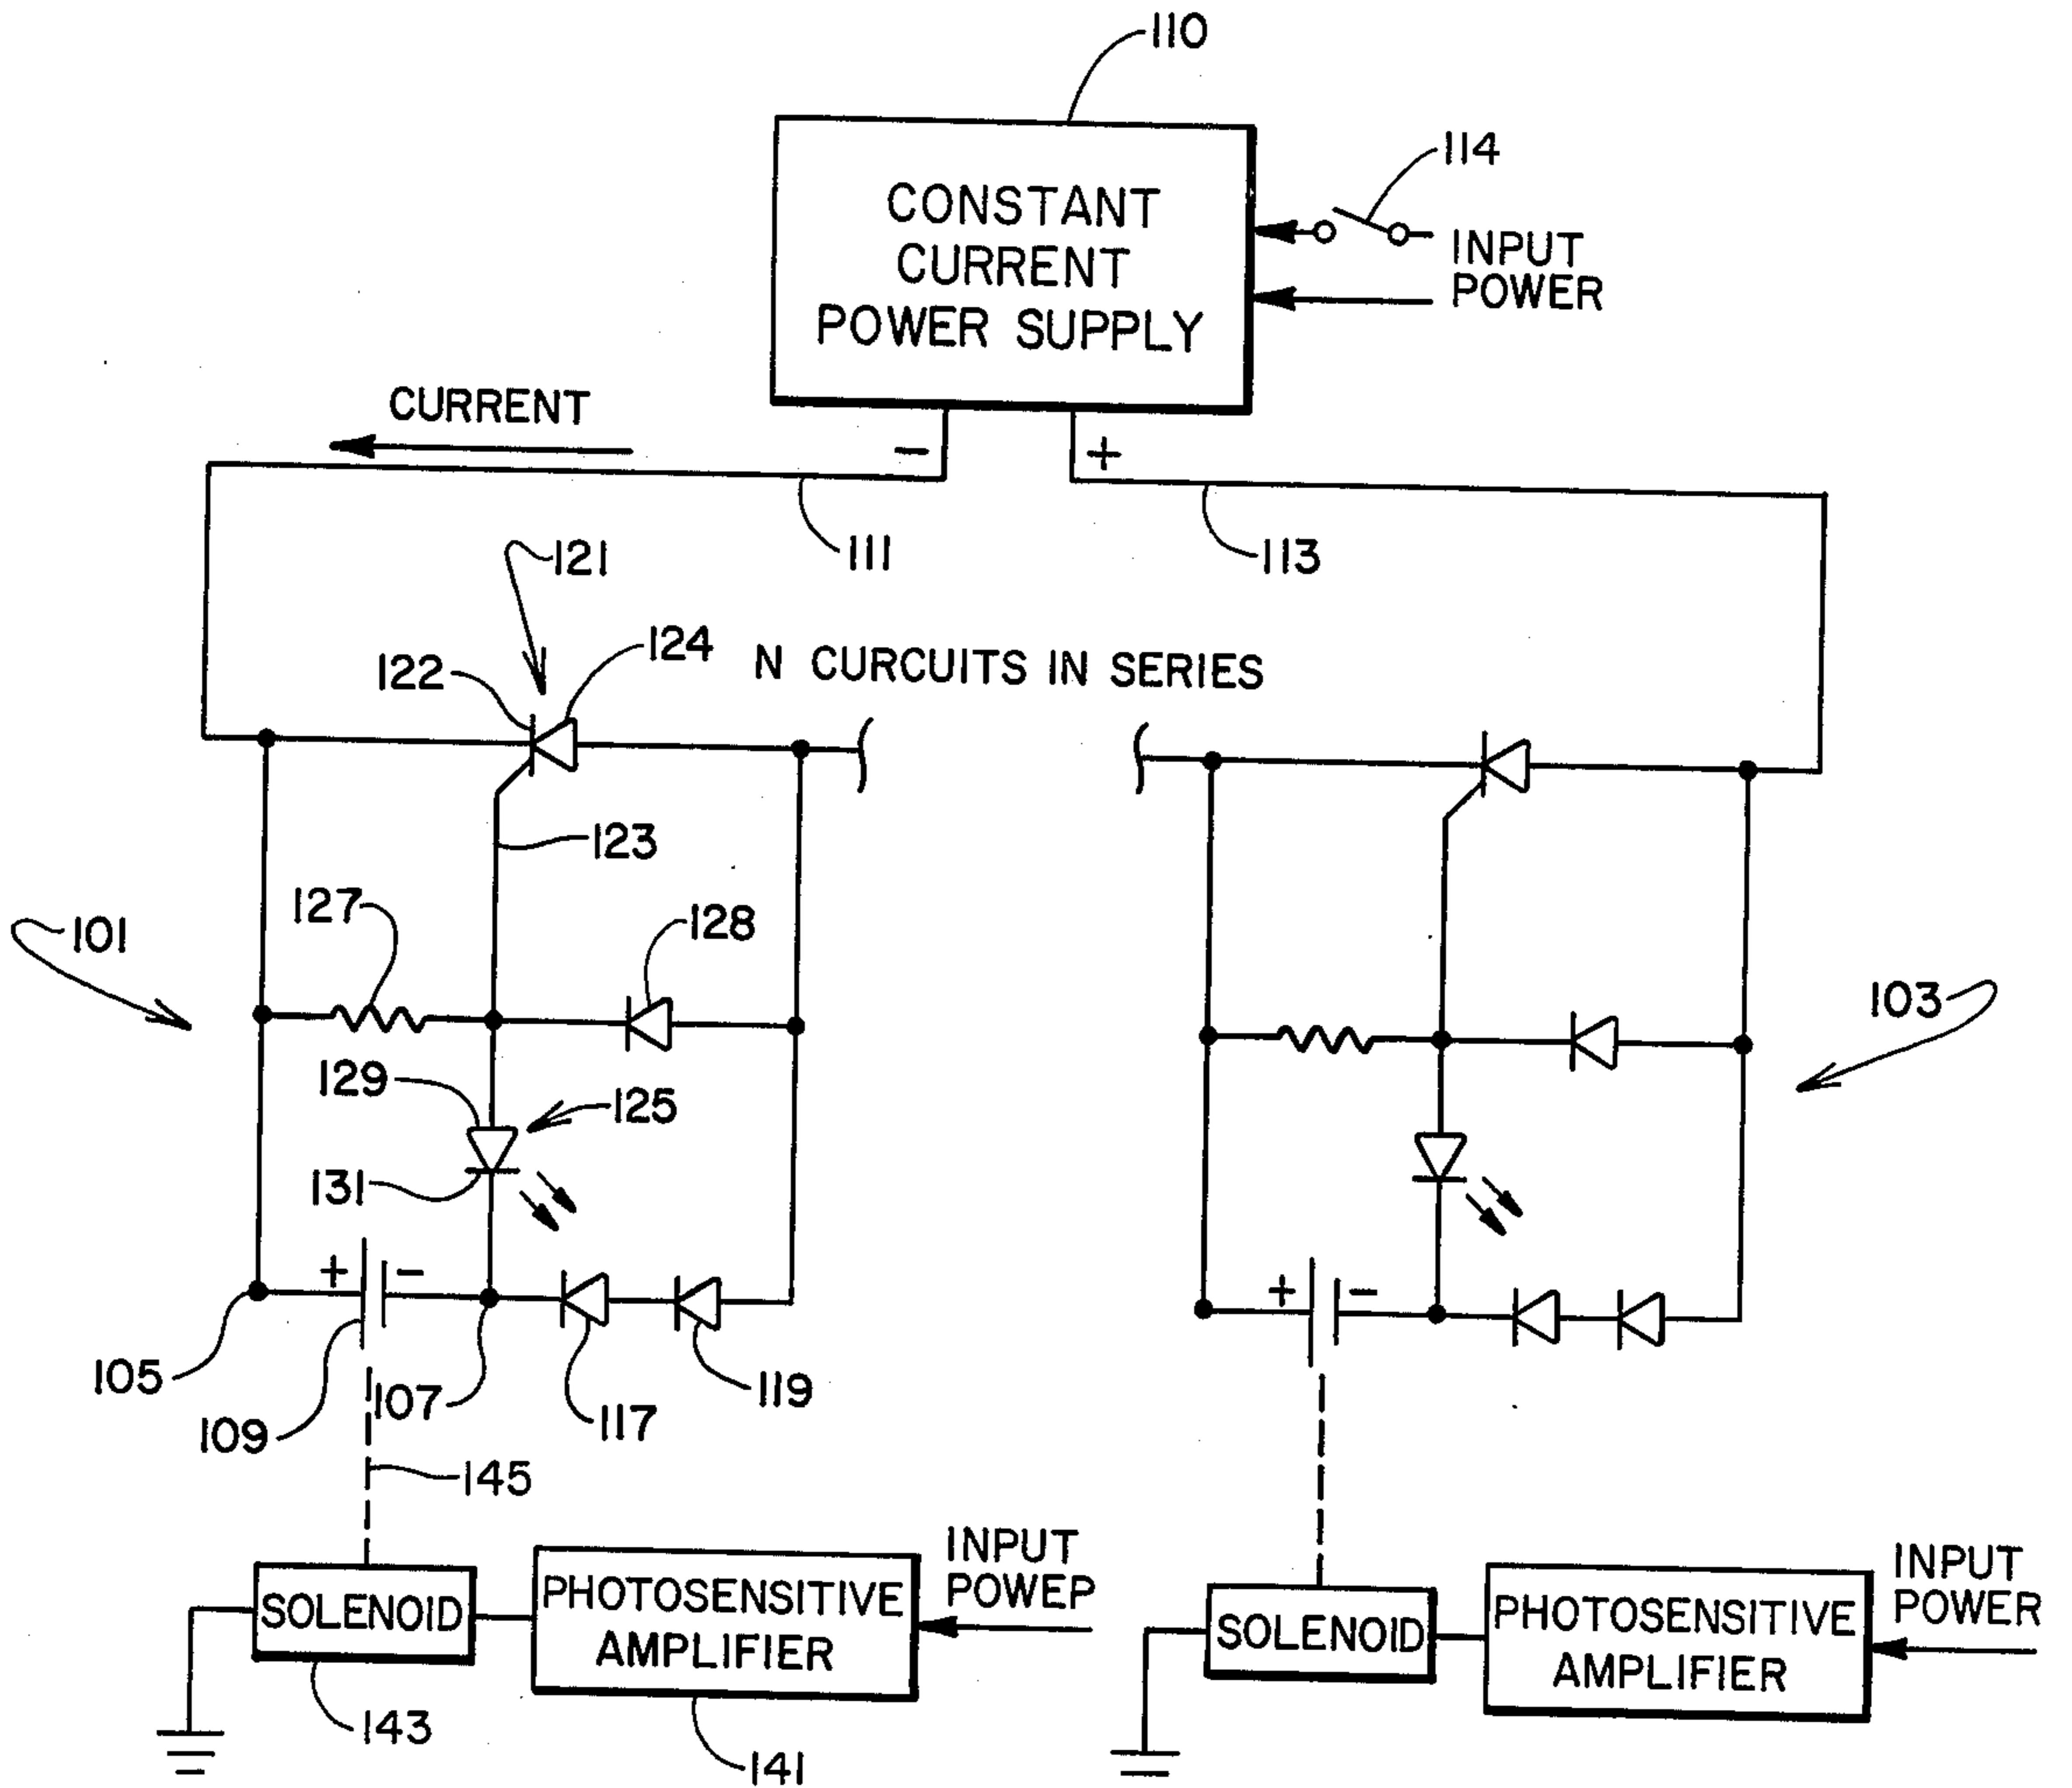 110
114
CONSTANT
CURRENT
POWER SUPPLY
INPUT
POWER
CURRENT
−
+
111
113
121
122
124
N CURCUITS IN SERIES
123
127
128
101
103
129
125
131
+ −
+ −
105
107
109
117
119
145
INPUT
POWEP
SOLENOID
PHOTOSENSITIVE
AMPLIFIER
143
141
INPUT
POWER
SOLENOID
PHOTOSENSITIVE
AMPLIFIER